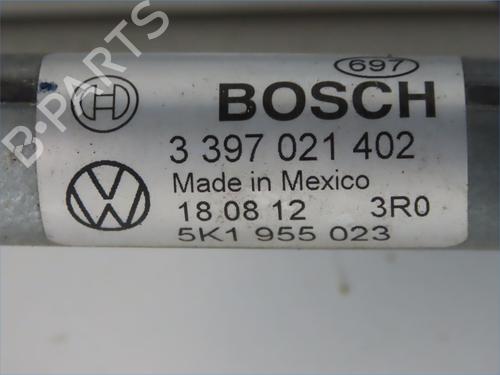 697
BOSCH
3 397 021 402
Made in Mexico
18 08 12 3R0
5K1 955 023
B-PARTS